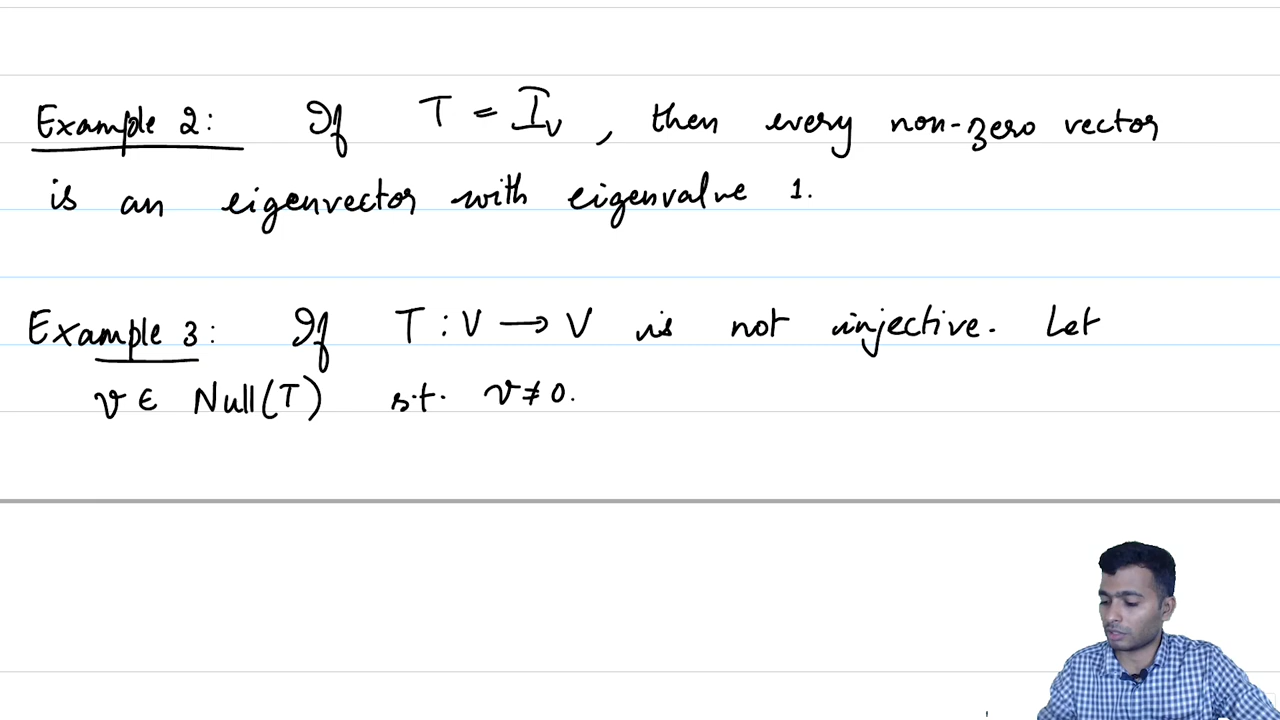 Example 2: If T = I_V, then every non-zero vector
is an eigenvector with eigenvalue 1.
Example 3: If T : V → V is not injective. Let
v ∈ Null(T) s.t. v ≠ 0.